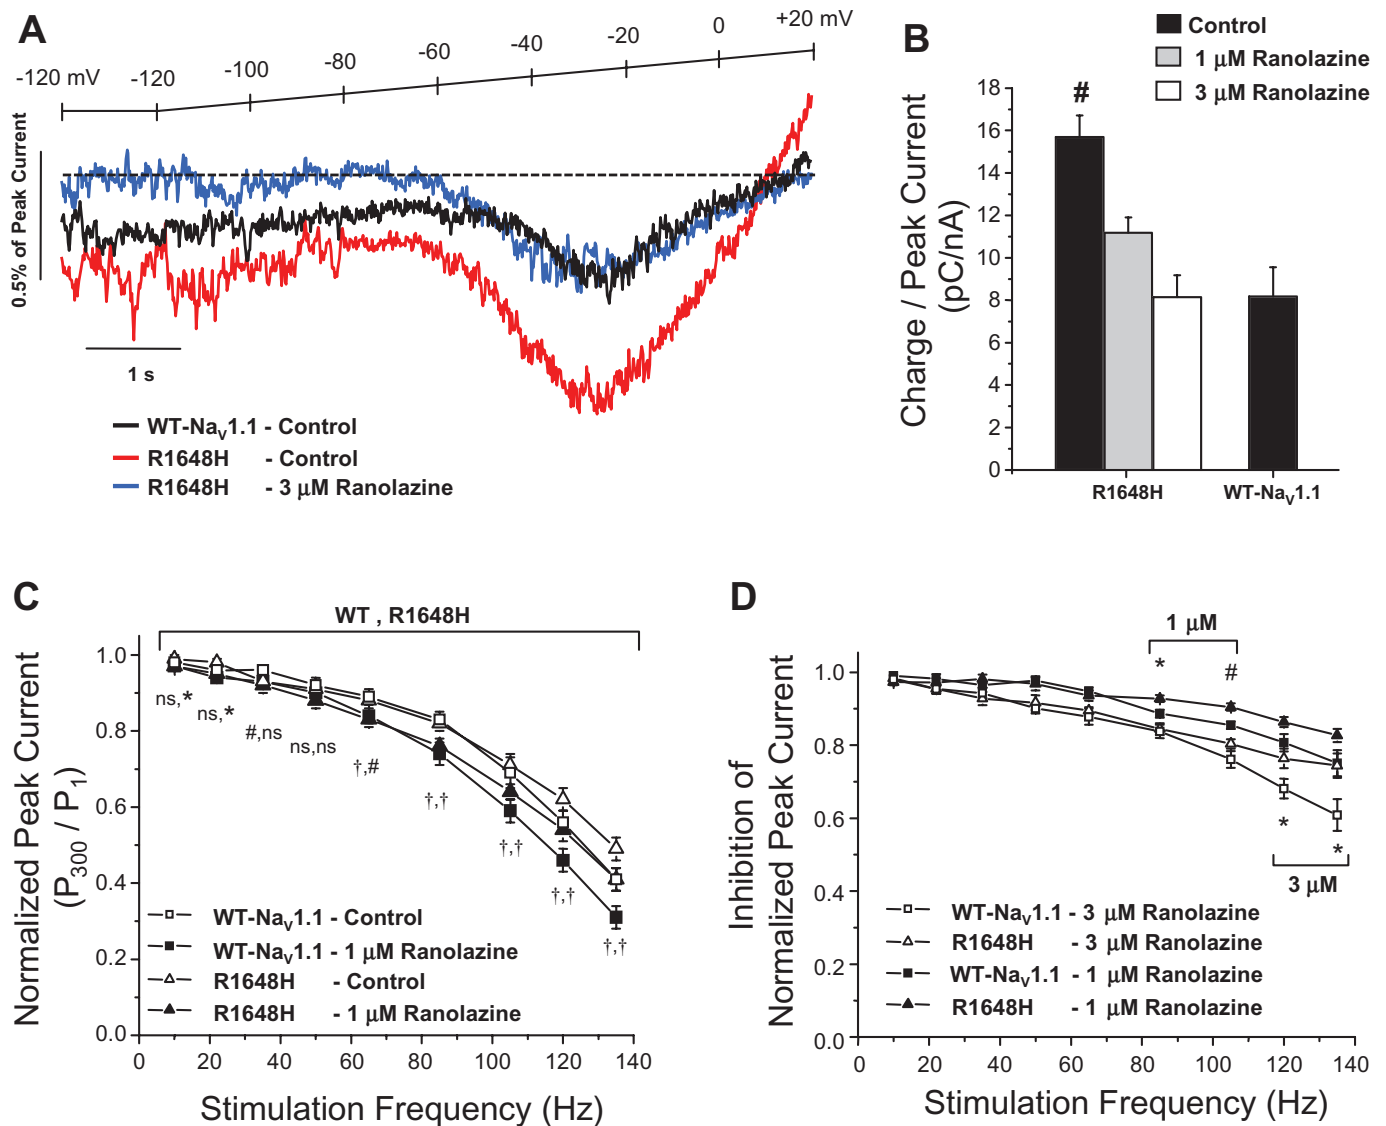 A
-120 mV
-120
-100
-80
-60
-40
-20
0
+20 mV
0.5% of Peak Current
1 s
WT-NaV1.1 - Control
R1648H - Control
R1648H - 3 μM Ranolazine
B
Control
1 μM Ranolazine
3 μM Ranolazine
Charge / Peak Current
(pC/nA)
18
16
14
12
10
8
6
4
2
0
#
R1648H
WT-NaV1.1
C
WT , R1648H
Normalized Peak Current
(P300 / P1)
1.0
0.8
0.6
0.4
0.2
0.0
ns,*
ns,*
#,ns
ns,ns
†,#
†,†
†,†
†,†
†,†
WT-NaV1.1 - Control
WT-NaV1.1 - 1 μM Ranolazine
R1648H - Control
R1648H - 1 μM Ranolazine
0 20 40 60 80 100 120 140
Stimulation Frequency (Hz)
D
1 μM
* #
Inhibition of
Normalized Peak Current
1.0
0.8
0.6
0.4
0.2
0.0
*
*
3 μM
WT-NaV1.1 - 3 μM Ranolazine
R1648H - 3 μM Ranolazine
WT-NaV1.1 - 1 μM Ranolazine
R1648H - 1 μM Ranolazine
0 20 40 60 80 100 120 140
Stimulation Frequency (Hz)